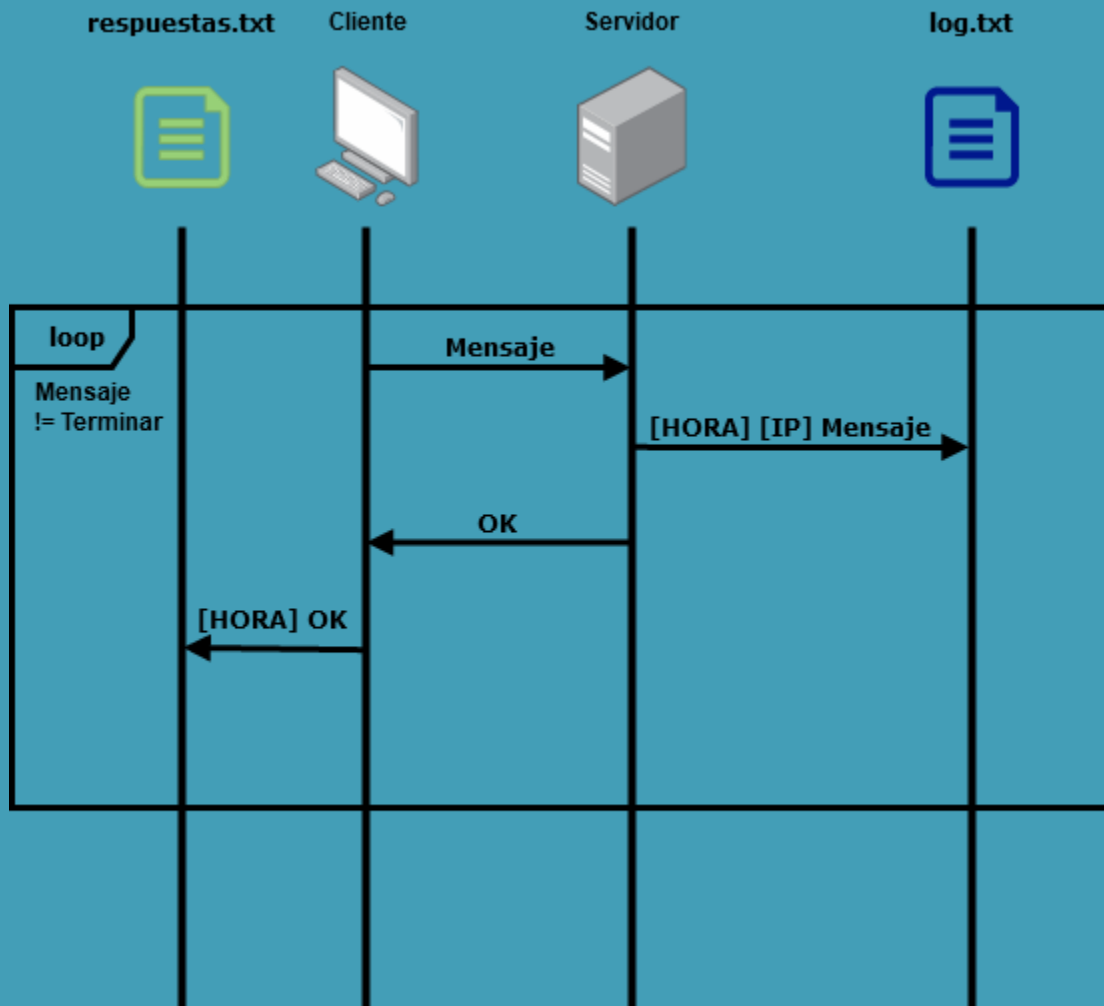 respuestas.txt
Cliente
Servidor
log.txt
loop
Mensaje
!= Terminar
Mensaje
[HORA] [IP] Mensaje
OK
[HORA] OK